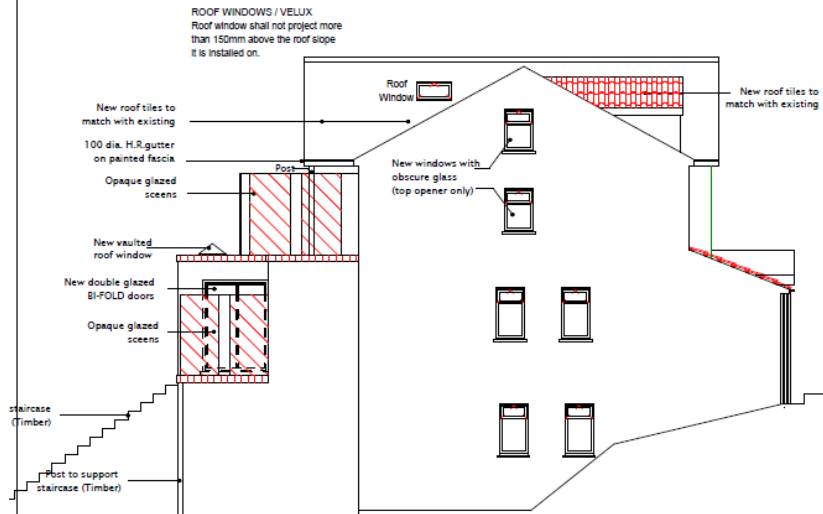 ROOF WINDOWS / VELUX
Roof window shall not project more
than 150mm above the roof slope
it is installed on.
Roof
Window
New roof tiles to
match with existing
New roof tiles to
match with existing
100 dia. H.R.gutter
on painted fascia
Post
New windows with
obscure glass
(top opener only)
Opaque glazed
sceens
New vaulted
roof window
New double glazed
BI-FOLD doors
Opaque glazed
sceens
staircase
(Timber)
Post to support
staircase (Timber)